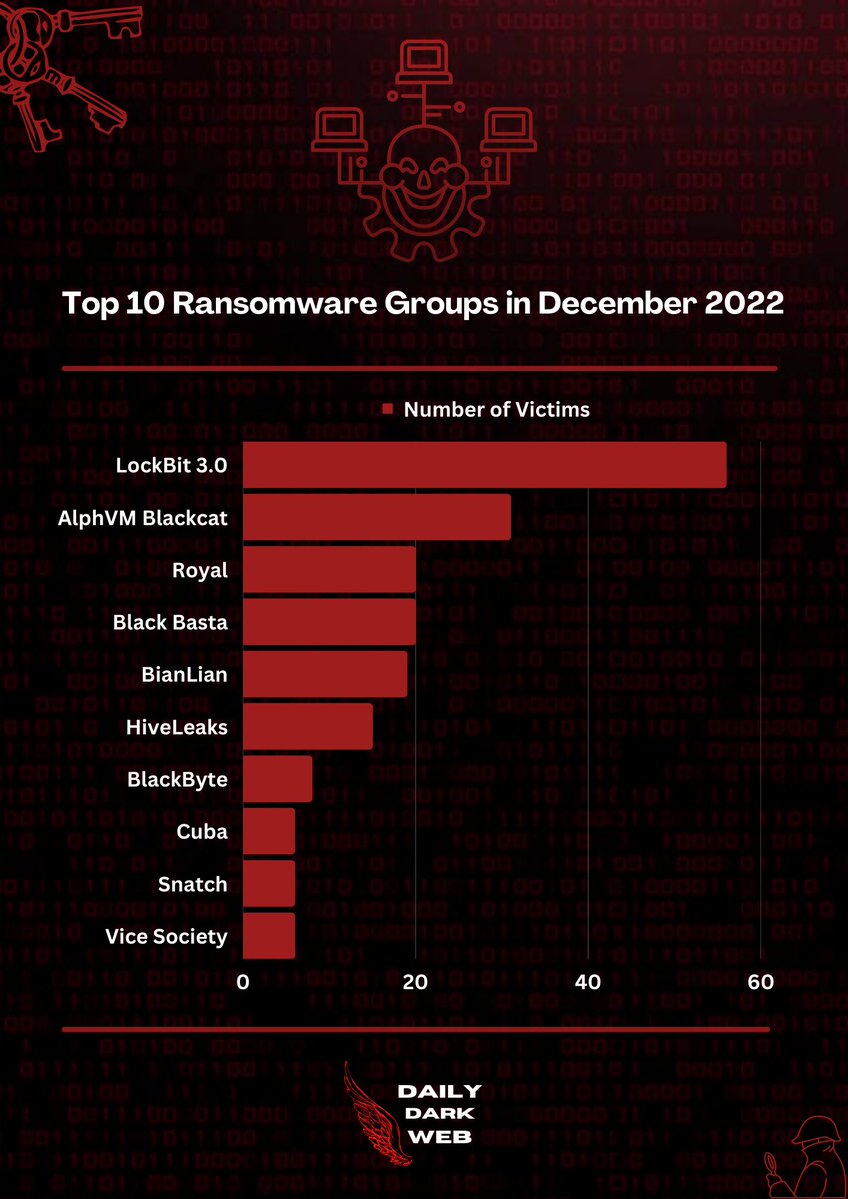 Top 10 Ransomware Groups in December 2022
Number of Victims
LockBit 3.0
AlphVM Blackcat
Royal
Black Basta
BianLian
HiveLeaks
BlackByte
Cuba
Snatch
Vice Society
0 20 40 60
DAILY
DARK
WEB